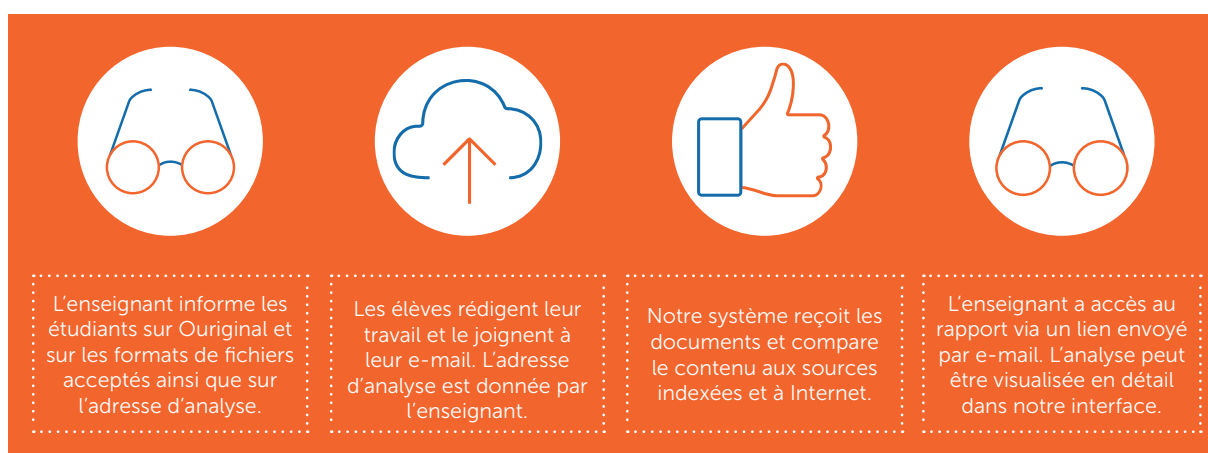 L’enseignant informe les
étudiants sur Ouriginal et
sur les formats de fichiers
acceptés ainsi que sur
l’adresse d’analyse.
Les élèves rédigent leur
travail et le joignent à
leur e-mail. L’adresse
d’analyse est donnée par
l’enseignant.
Notre système reçoit les
documents et compare
le contenu aux sources
indexées et à Internet.
L’enseignant a accès au
rapport via un lien envoyé
par e-mail. L’analyse peut
être visualisée en détail
dans notre interface.